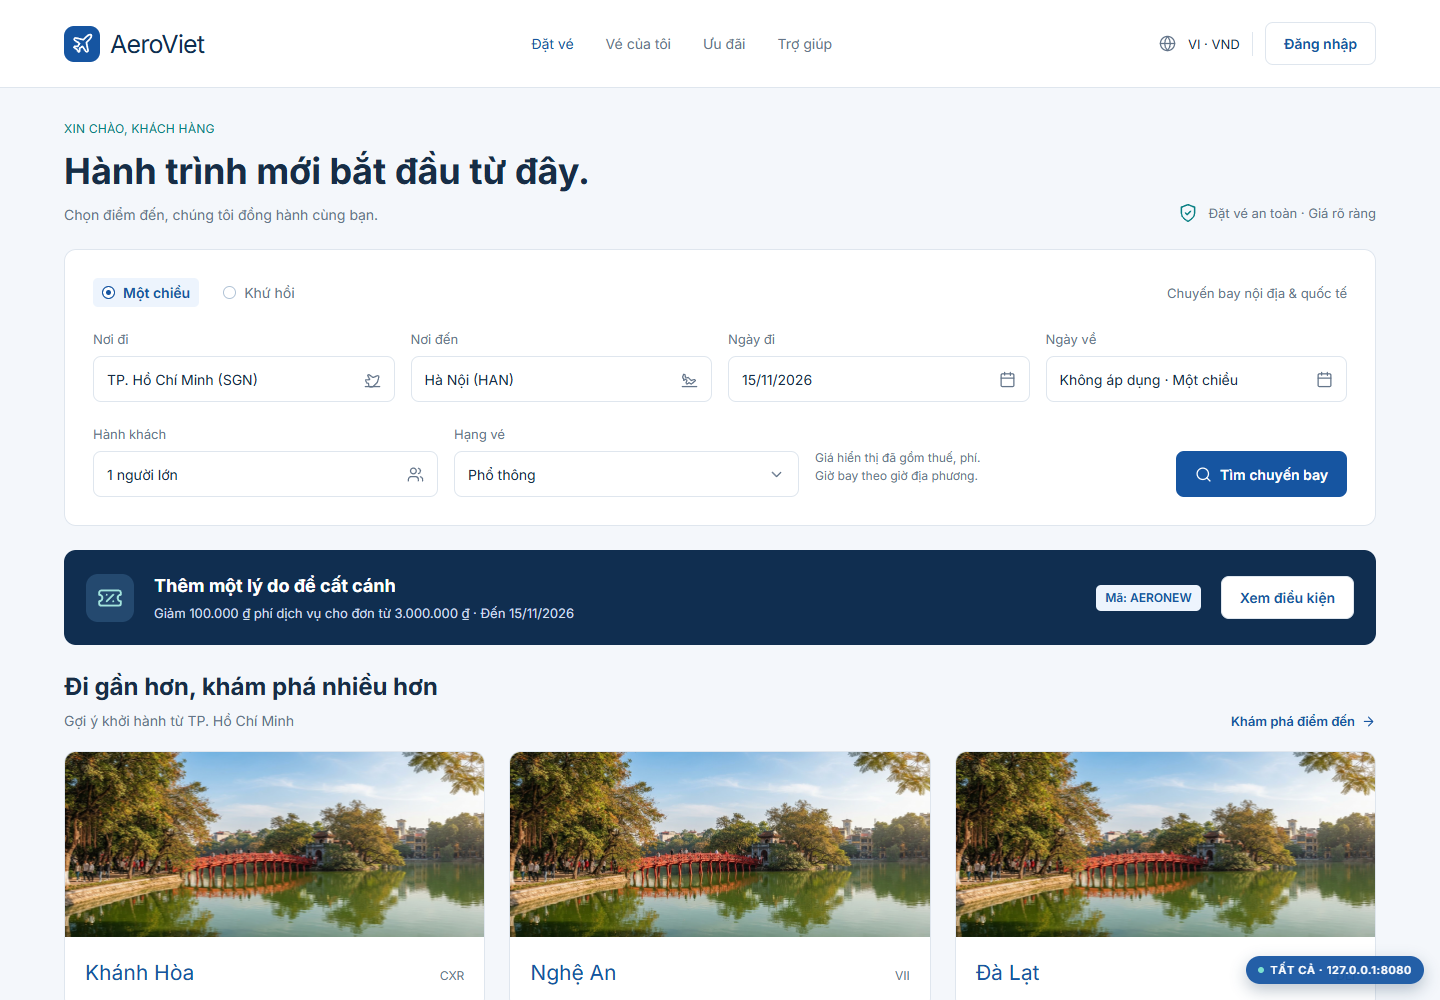 AeroViet
Đặt vé
Vé của tôi
Ưu đãi
Trợ giúp
VI · VND
Đăng nhập
XIN CHÀO, KHÁCH HÀNG
Hành trình mới bắt đầu từ đây.
Chọn điểm đến, chúng tôi đồng hành cùng bạn.
Đặt vé an toàn · Giá rõ ràng
Một chiều
Khứ hồi
Chuyến bay nội địa & quốc tế
Nơi đi
Nơi đến
Ngày đi
Ngày về
TP. Hồ Chí Minh (SGN)
Hà Nội (HAN)
15/11/2026
Không áp dụng · Một chiều
Hành khách
Hạng vé
1 người lớn
Phổ thông
Giá hiển thị đã gồm thuế, phí.
Giờ bay theo giờ địa phương.
Tìm chuyến bay
Thêm một lý do để cất cánh
Giảm 100.000 ₫ phí dịch vụ cho đơn từ 3.000.000 ₫ · Đến 15/11/2026
Mã: AERONEW
Xem điều kiện
Đi gần hơn, khám phá nhiều hơn
Gợi ý khởi hành từ TP. Hồ Chí Minh
Khám phá điểm đến
Khánh Hòa
CXR
Nghệ An
VII
Đà Lạt
TẤT CẢ · 127.0.0.1:8080